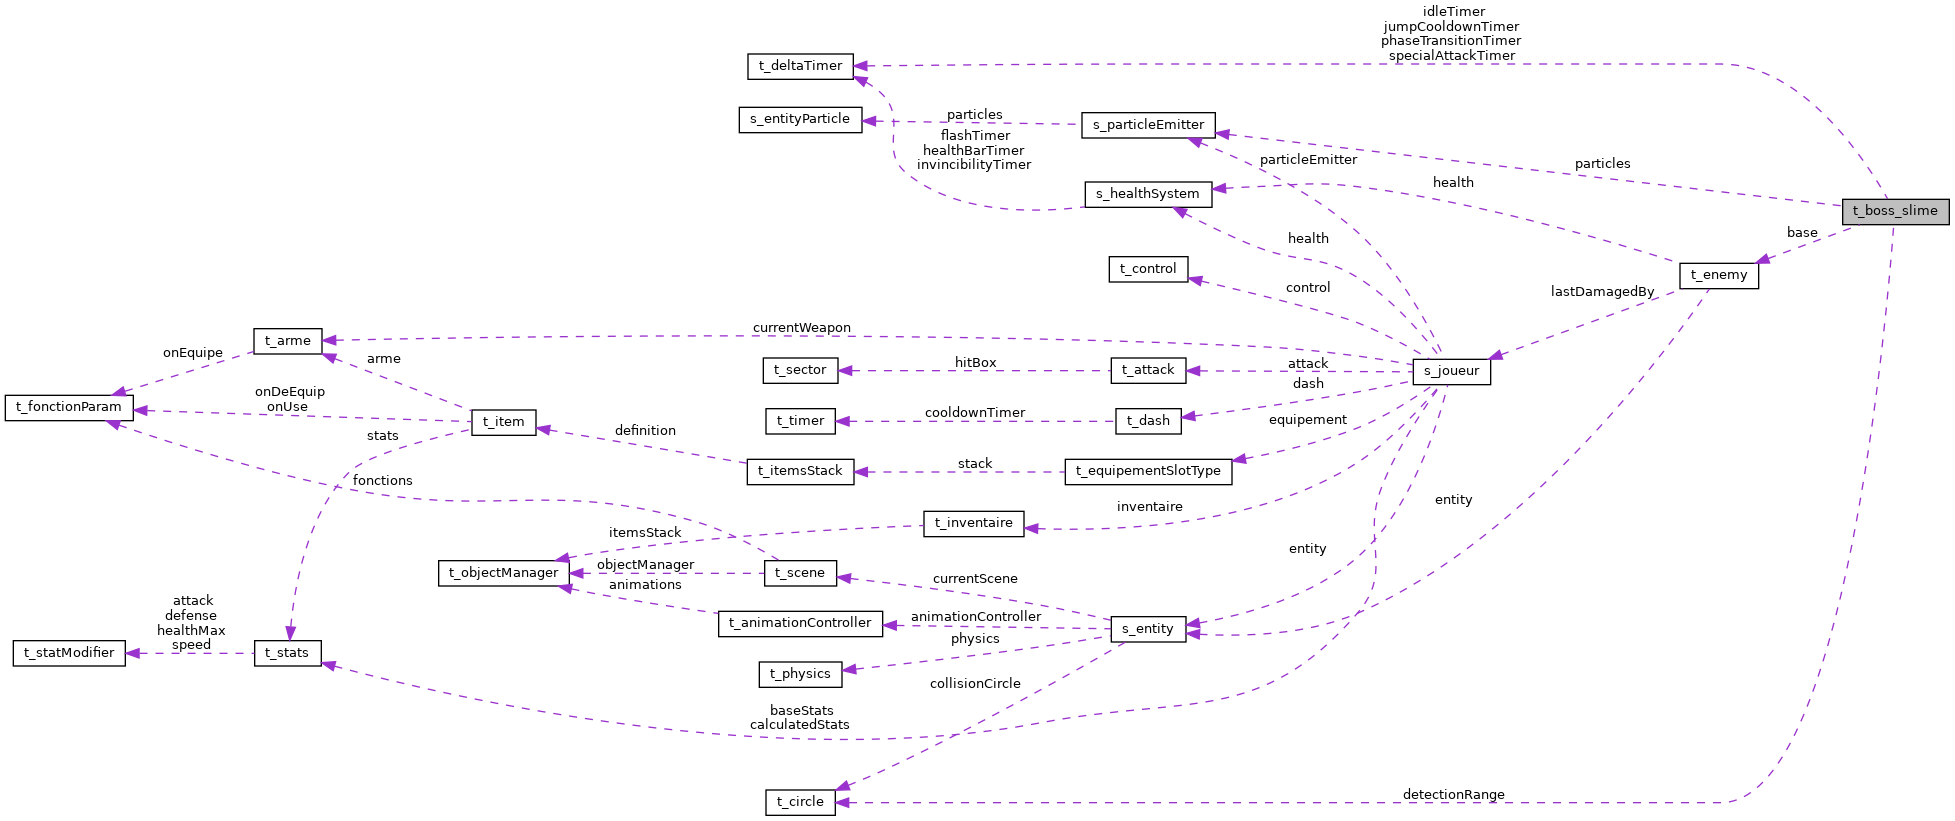 idleTimer
jumpCooldownTimer
phaseTransitionTimer
specialAttackTimer
t_deltaTimer
s_entityParticle
particles
s_particleEmitter
flashTimer
healthBarTimer
invincibilityTimer
particleEmitter
particles
health
s_healthSystem
t_boss_slime
base
health
t_control
t_enemy
control
lastDamagedBy
currentWeapon
t_arme
onEquipe
arme
hitBox
attack
t_sector
t_attack
s_joueur
dash
onDeEquip
onUse
t_fonctionParam
cooldownTimer
equipement
t_item
t_timer
t_dash
definition
stats
stack
t_itemsStack
t_equipementSlotType
fonctions
entity
inventaire
t_inventaire
itemsStack
entity
objectManager
t_objectManager
t_scene
currentScene
animations
attack
defense
healthMax
speed
animationController
t_animationController
s_entity
physics
t_statModifier
t_stats
t_physics
collisionCircle
baseStats
calculatedStats
detectionRange
t_circle